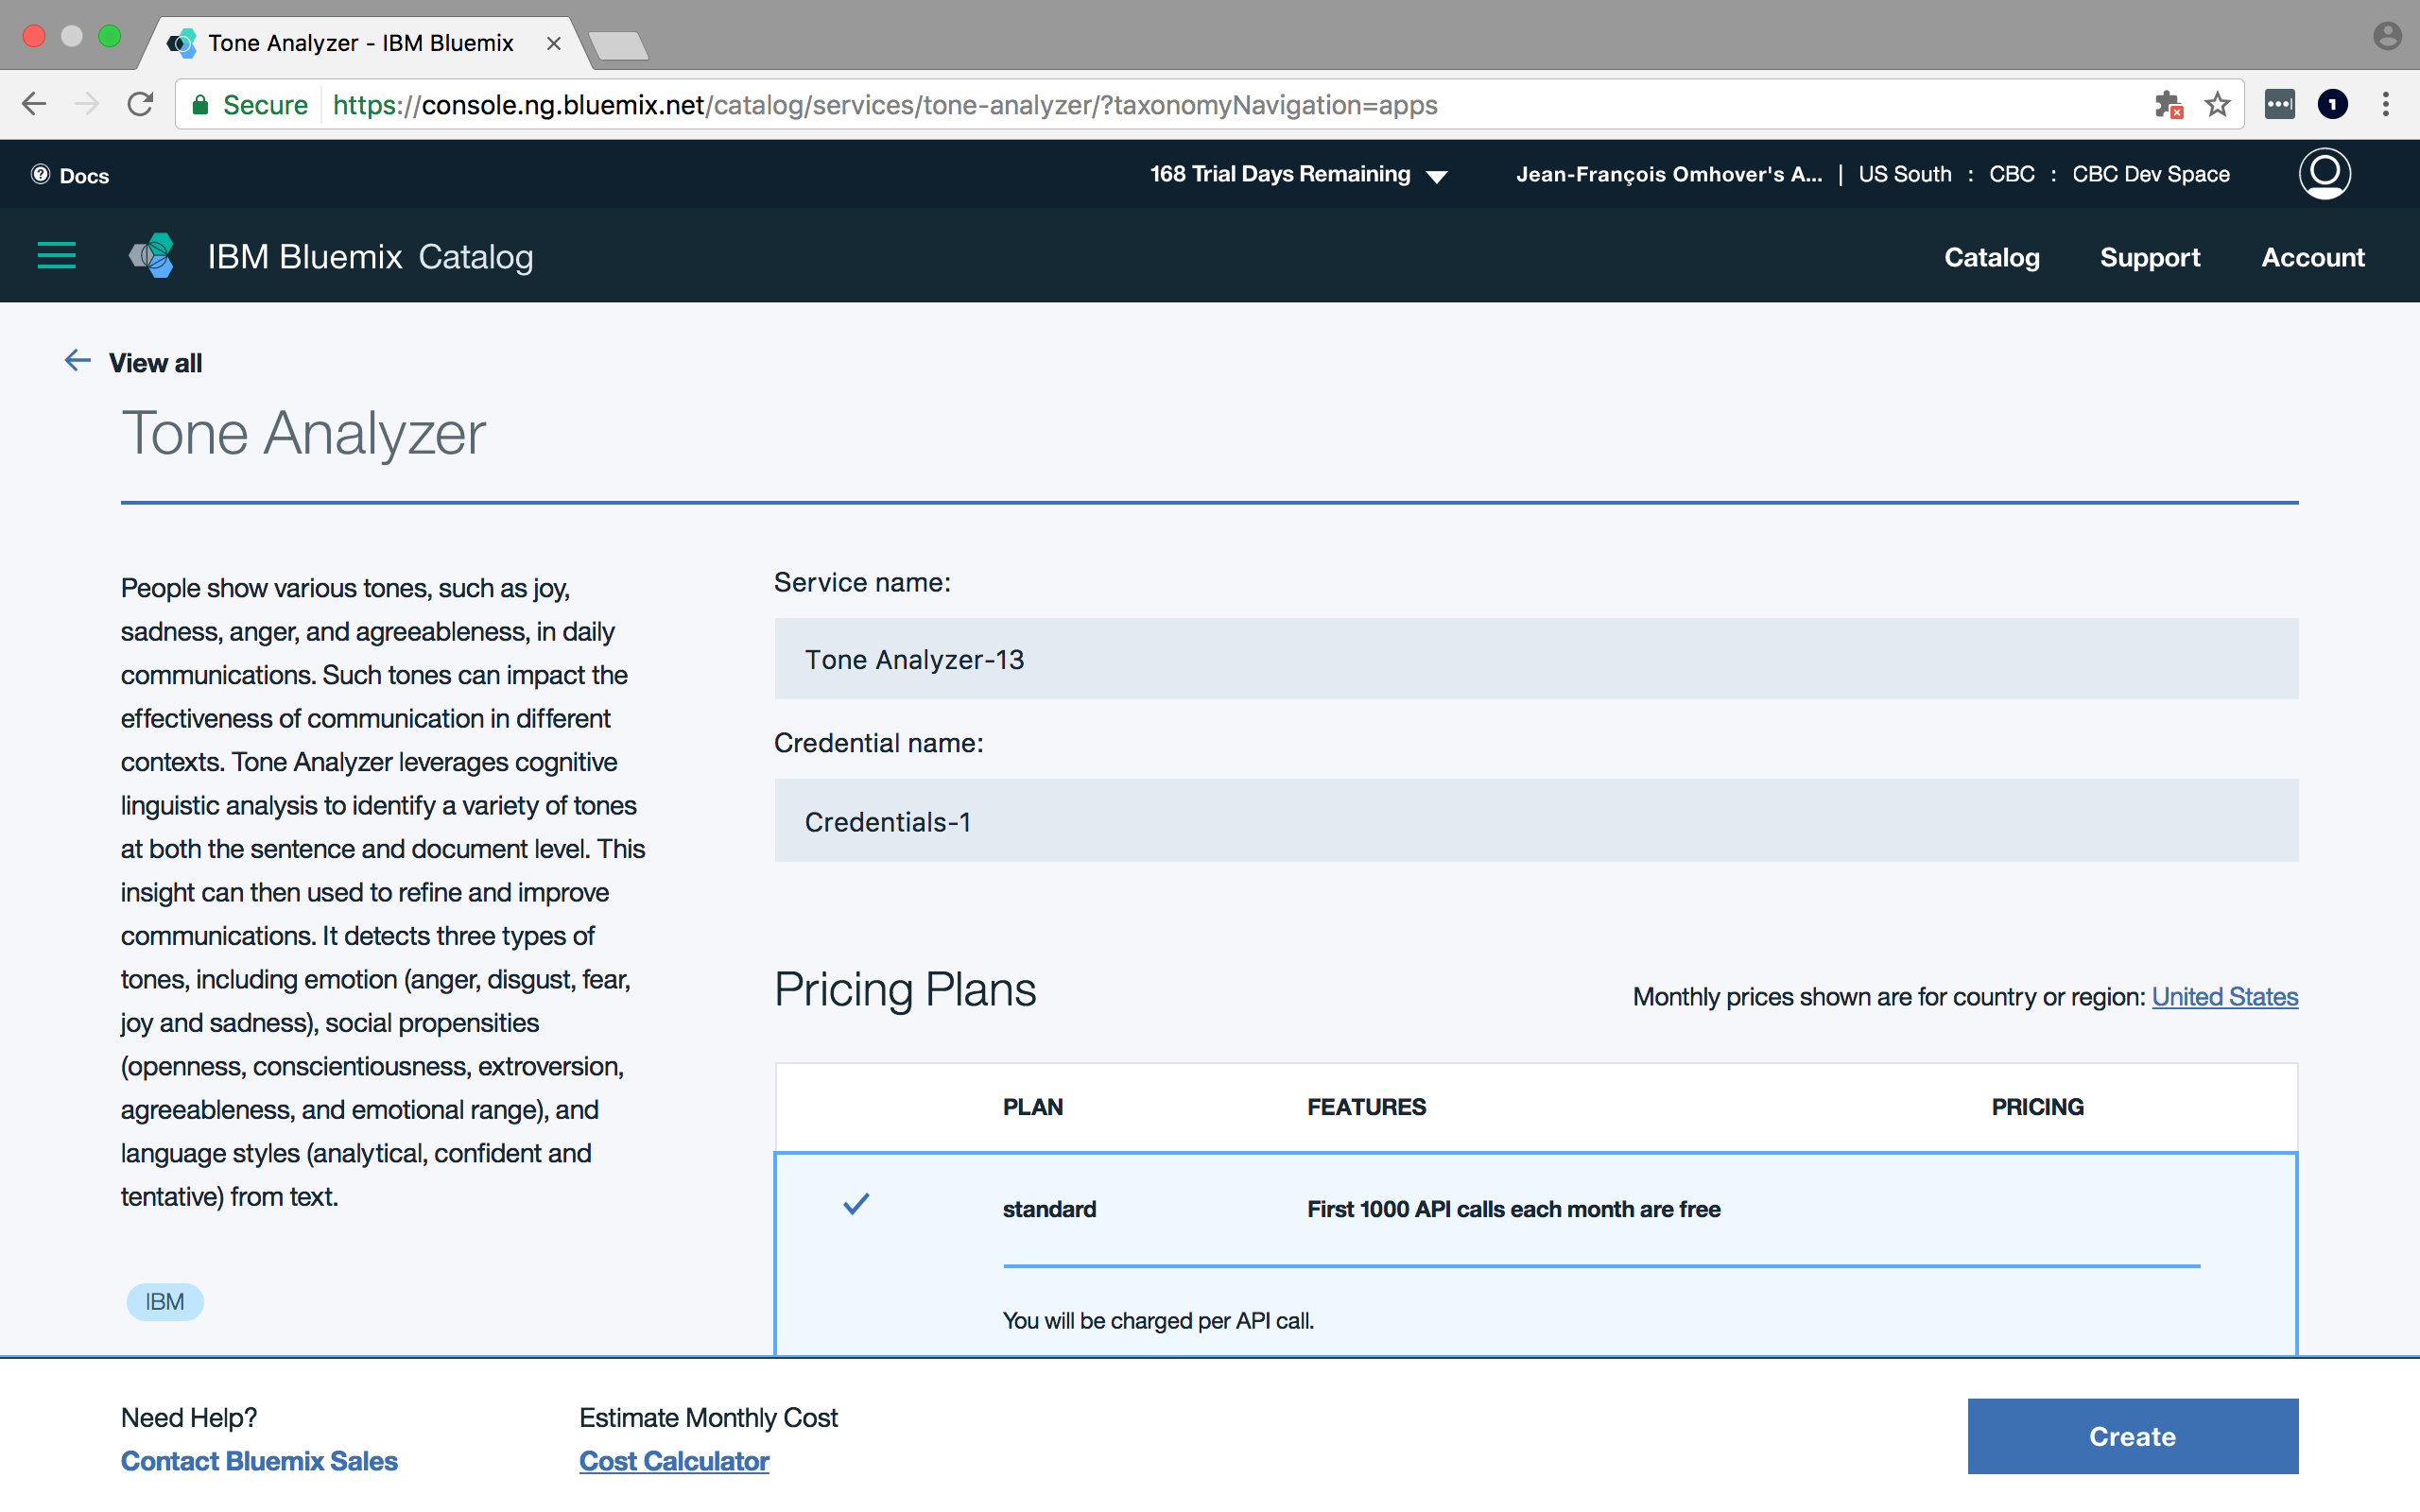 Tone Analyzer - IBM Bluemix
Secure https://console.ng.bluemix.net/catalog/services/tone-analyzer/?taxonomyNavigation=apps
1
Docs
168 Trial Days Remaining
Jean-François Omhover's A... | US South : CBC : CBC Dev Space
IBM Bluemix Catalog
Catalog Support Account
View all
Tone Analyzer
People show various tones, such as joy,
sadness, anger, and agreeableness, in daily
communications. Such tones can impact the
effectiveness of communication in different
contexts. Tone Analyzer leverages cognitive
linguistic analysis to identify a variety of tones
at both the sentence and document level. This
insight can then used to refine and improve
communications. It detects three types of
tones, including emotion (anger, disgust, fear,
joy and sadness), social propensities
(openness, conscientiousness, extroversion,
agreeableness, and emotional range), and
language styles (analytical, confident and
tentative) from text.
IBM
Service name:
Tone Analyzer-13
Credential name:
Credentials-1
Pricing Plans
Monthly prices shown are for country or region: United States
PLAN FEATURES PRICING
standard First 1000 API calls each month are free
You will be charged per API call.
Need Help?
Contact Bluemix Sales
Estimate Monthly Cost
Cost Calculator
Create